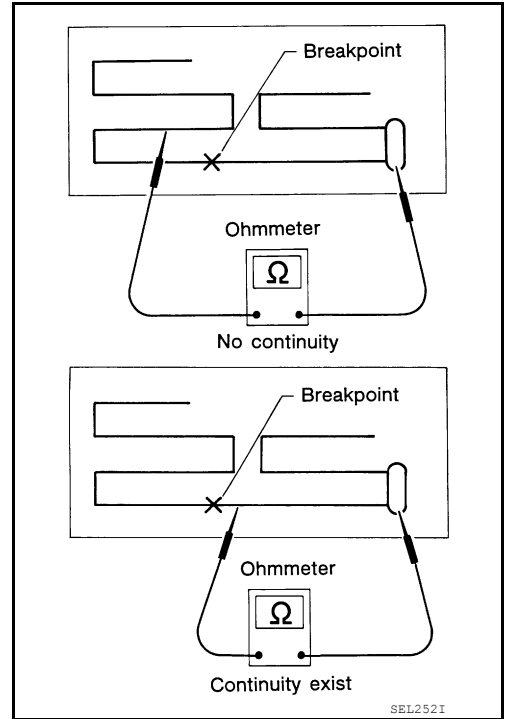 Breakpoint
Ohmmeter
Ω
No continuity
Breakpoint
Ohmmeter
Ω
Continuity exist
SEL252I